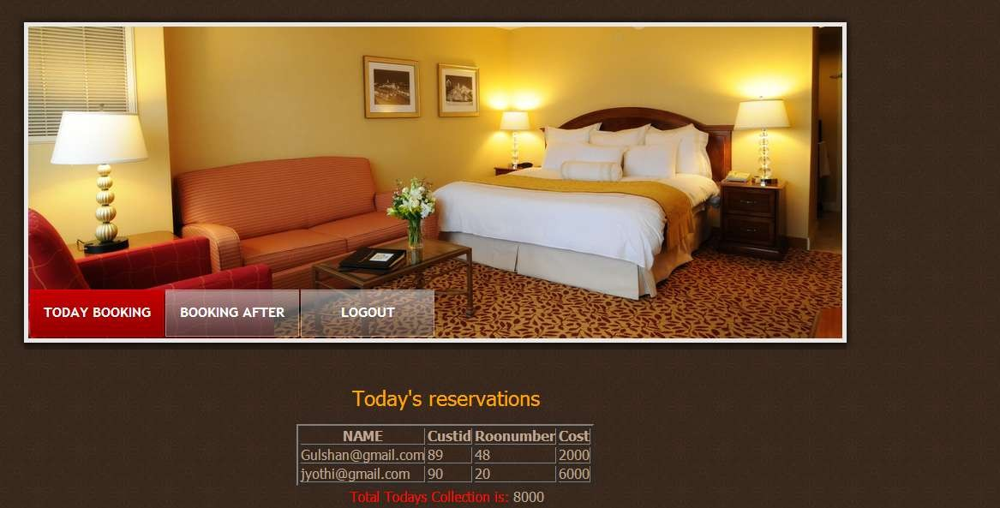 TODAY BOOKING BOOKING AFTER LOGOUT
Today's reservations
NAME Custid Roonumber Cost
Gulshan@gmail.com 89 48 2000
jyothi@gmail.com 90 20 6000
Total Todays Collection is: 8000